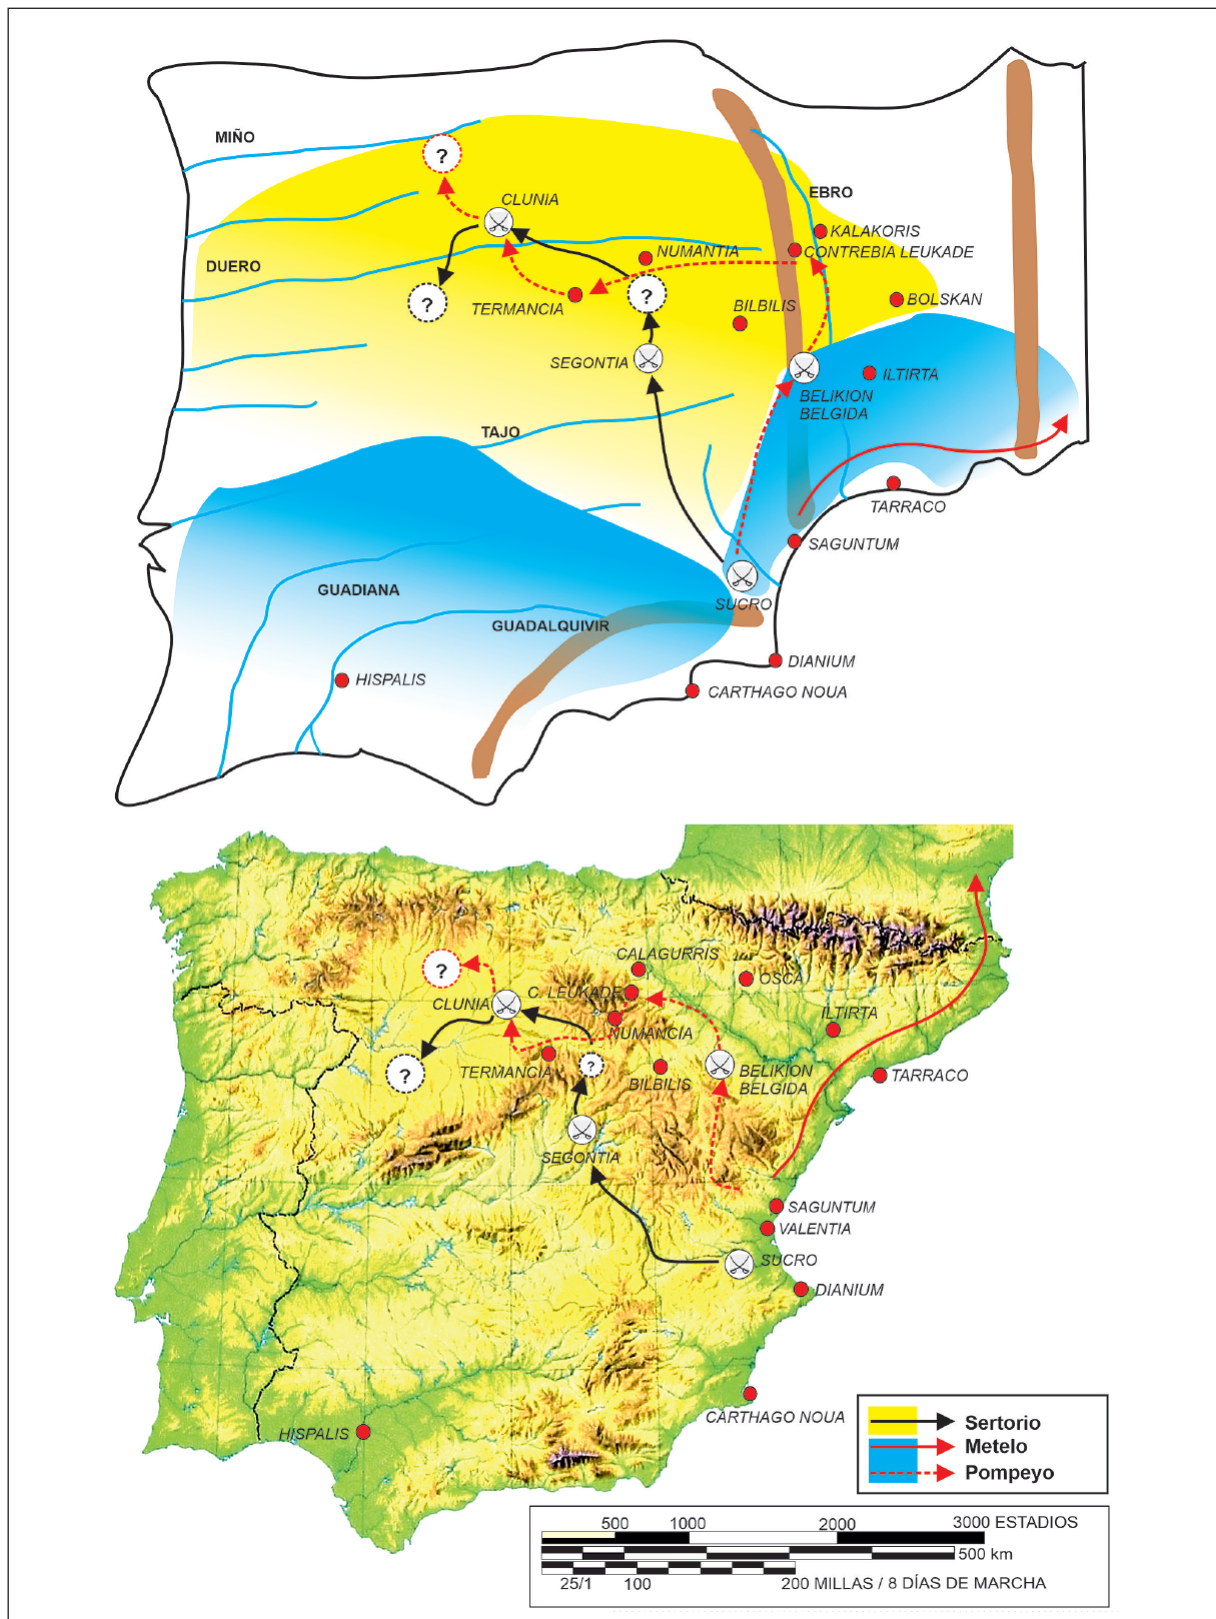 MIÑO
?
CLUNIA
EBRO
KALAKORIS
CONTREBIA LEUKADE
NUMANTIA
DUERO
?
?
TERMANCIA
BILBILIS
BOLSKAN
SEGONTIA
ILTIRTA
BELIKION
BELGIDA
TAJO
TARRACO
SAGUNTUM
GUADIANA
SUCRO
GUADALQUIVIR
DIANIUM
HISPALIS
CARTHAGO NOUA
CALAGURRIS
?
OSCA
CLUNIA
C. LEUKADE
ILTIRTA
NUMANCIA
?
TERMANCIA
?
BILBILIS
BELIKION
BELGIDA
TARRACO
SEGONTIA
SAGUNTUM
VALENTIA
SUCRO
DIANIUM
CARTHAGO NOUA
HISPALIS
Sertorio
Metelo
Pompeyo
500 1000 2000 3000 ESTADIOS
500 km
25/1 100 200 MILLAS / 8 DÍAS DE MARCHA